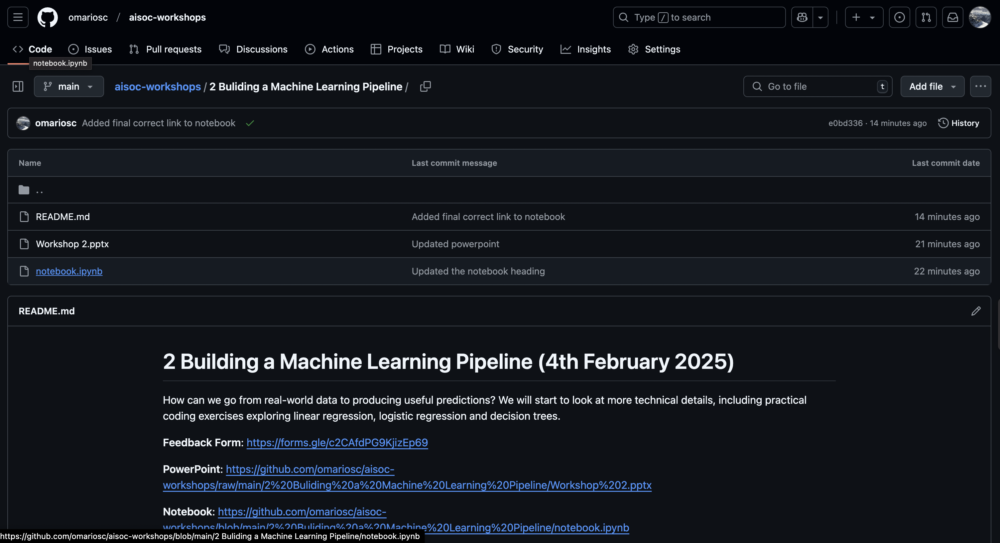 omariosc / aisoc-workshops
Type / to search
Code Issues Pull requests Discussions Actions Projects Wiki Security Insights Settings
notebook.ipynb
main aisoc-workshops / 2 Buliding a Machine Learning Pipeline /
Go to file t
Add file
omariosc Added final correct link to notebook
e0bd336 · 14 minutes ago History
Name Last commit message Last commit date
..
README.md Added final correct link to notebook 14 minutes ago
Workshop 2.pptx Updated powerpoint 21 minutes ago
notebook.ipynb Updated the notebook heading 22 minutes ago
README.md
2 Building a Machine Learning Pipeline (4th February 2025)
How can we go from real-world data to producing useful predictions? We will start to look at more technical details, including practical
coding exercises exploring linear regression, logistic regression and decision trees.
Feedback Form: https://forms.gle/c2CAfdPG9KjizEp69
PowerPoint: https://github.com/omariosc/aisoc-
workshops/raw/main/2%20Buliding%20a%20Machine%20Learning%20Pipeline/Workshop%202.pptx
Notebook: https://github.com/omariosc/aisoc-
workshops/blob/main/2%20Buliding%20a%20Machine%20Learning%20Pipeline/notebook.ipynb
https://github.com/omariosc/aisoc-workshops/blob/main/2 Buliding a Machine Learning Pipeline/notebook.ipynb